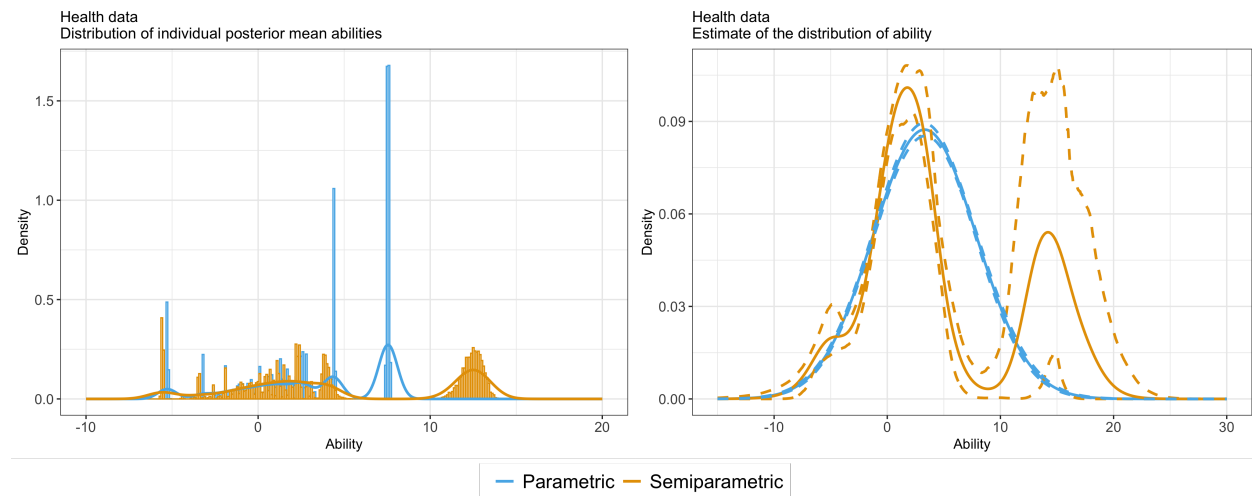 Health data
Distribution of individual posterior mean abilities
1.5
1.0
0.5
0.0
Density
-10
0
10
20
Ability
Health data
Estimate of the distribution of ability
0.09
0.06
0.03
0.00
Density
-10
0
10
20
30
Ability
Parametric
Semiparametric